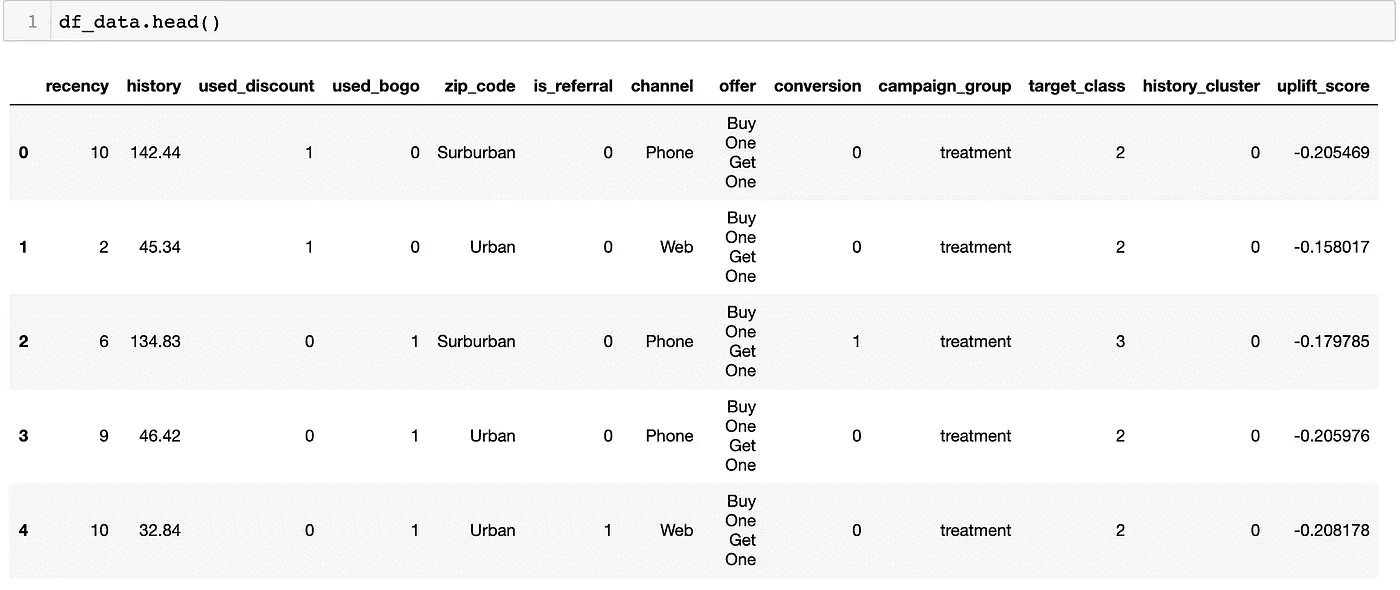 1 df_data.head()
recency history used_discount used_bogo zip_code is_referral channel offer conversion campaign_group target_class history_cluster uplift_score
0 10 142.44 1 0 Surburban 0 Phone Buy One Get One 0 treatment 2 0 -0.205469
1 2 45.34 1 0 Urban 0 Web Buy One Get One 0 treatment 2 0 -0.158017
2 6 134.83 0 1 Surburban 0 Phone Buy One Get One 1 treatment 3 0 -0.179785
3 9 46.42 0 1 Urban 0 Phone Buy One Get One 0 treatment 2 0 -0.205976
4 10 32.84 0 1 Urban 1 Web Buy One Get One 0 treatment 2 0 -0.208178